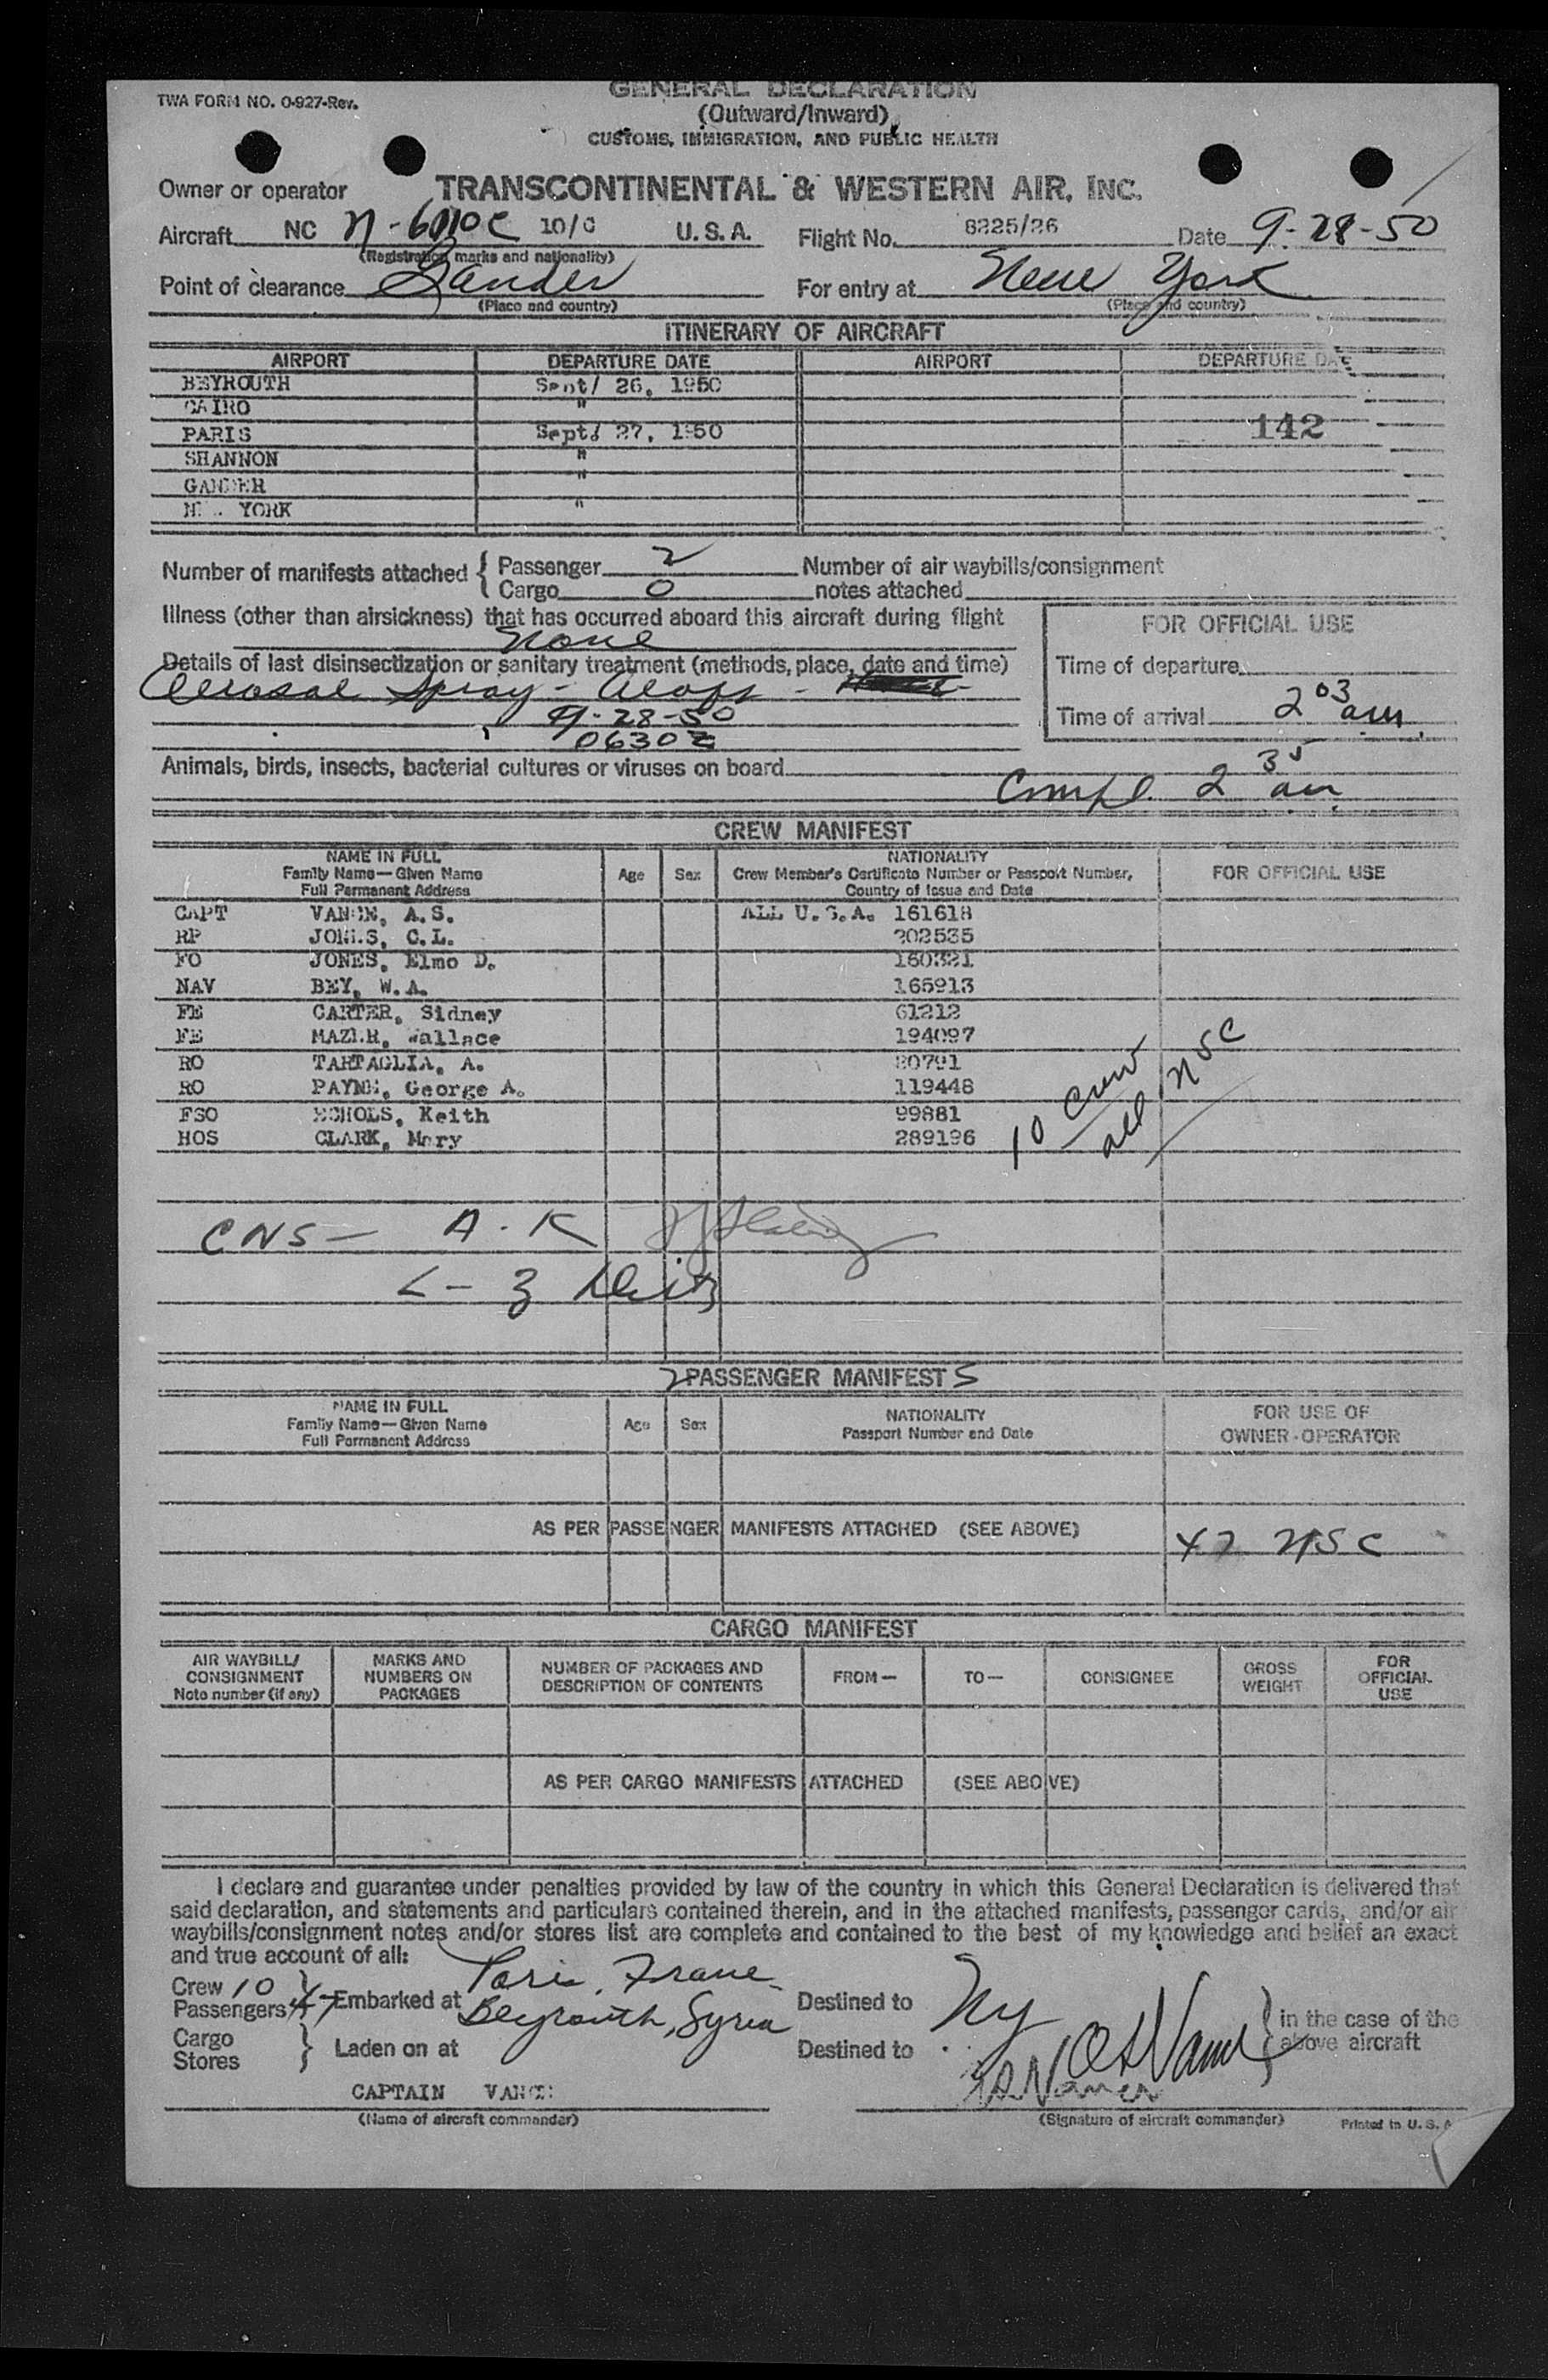 TWA FORM NO. 0-927-Rev.
GENERAL DECLARATION
(Outward/Inward)
CUSTOMS, IMMIGRATION, AND PUBLIC HEALTH
Owner or operator TRANSCONTINENTAL & WESTERN AIR, INC.
Aircraft NC 10/C U.S.A. Flight No. 8225/26 Date 9-28-50
(Registration marks and nationality)
Point of clearance Gander For entry at New York
(Place and country) (Place and country)
ITINERARY OF AIRCRAFT
AIRPORT DEPARTURE DATE AIRPORT DEPARTURE DA
BEYROUTH Sept/ 26, 1950
CAIRO "
PARIS Sept/ 27, 1950 142
SHANNON "
GANDER "
YORK "
Number of manifests attached { Passenger 2 Number of air waybills/consignment
Cargo 0 notes attached
Illness (other than airsickness) that has occurred aboard this aircraft during flight
None
FOR OFFICIAL USE
Details of last disinsectization or sanitary treatment (methods, place, date and time)
Aerosal Spray - Aloft -
9-28-50
0630Z
Time of departure
Time of arrival 2 03 am
Animals, birds, insects, bacterial cultures or viruses on board
Compl. 2 35 am
CREW MANIFEST
NAME IN FULL
Family Name—Given Name
Full Permanent Address
Age Sex
NATIONALITY
Crew Member's Certificate Number or Passport Number,
Country of Issue and Date
FOR OFFICIAL USE
CAPT , A.S. ALL U.S.A. 161618
RP JONES, C.L. 202535
FO JONES, Elmo D. 160321
NAV BEY, W.A. 165913
FE CARTER, Sidney 61212
FE MAZER, Wallace 194097
RO TARTAGLIA, A. 80791
RO PAYNE, George A. 119448
FSO ECHOLS, Keith 99881
HOS CLARK, Mary 289196
10 Crew
all USC
CNS - A-K
L-Z
2 PASSENGER MANIFESTS
NAME IN FULL
Family Name—Given Name
Full Permanent Address
Age Sex
NATIONALITY
Passport Number and Date
FOR USE OF
OWNER-OPERATOR
AS PER PASSENGER MANIFESTS ATTACHED (SEE ABOVE) 47 USC
CARGO MANIFEST
AIR WAYBILL/
CONSIGNMENT
Note number (if any)
MARKS AND
NUMBERS ON
PACKAGES
NUMBER OF PACKAGES AND
DESCRIPTION OF CONTENTS
FROM— TO— CONSIGNEE
GROSS
WEIGHT
FOR
OFFICIAL
USE
AS PER CARGO MANIFESTS ATTACHED (SEE ABOVE)
I declare and guarantee under penalties provided by law of the country in which this General Declaration is delivered that
said declaration, and statements and particulars contained therein, and in the attached manifests, passenger cards, and/or air
waybills/consignment notes and/or stores list are complete and contained to the best of my knowledge and belief an exact
and true account of all:
Crew 10
Passengers 47 } Embarked at Paris, France
Beyrouth, Syria
Destined to NY
Cargo
Stores } Laden on at Destined to
} in the case of the
above aircraft
CAPTAIN
(Name of aircraft commander) (Signature of aircraft commander) Printed in U. S. A